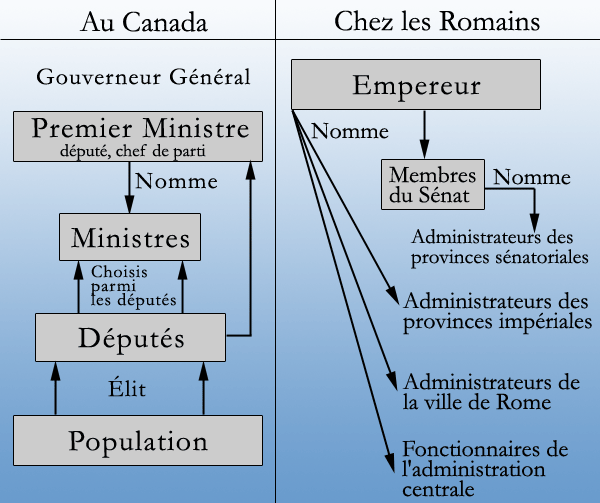 Au Canada
Gouverneur Général
Premier Ministre
député, chef de parti
Nomme
Ministres
Choisis
parmi
les députés
Députés
Élit
Population
Chez les Romains
Empereur
Nomme
Membres
du Sénat
Nomme
Administrateurs des
provinces sénatoriales
Administrateurs des
provinces impériales
Administrateurs de
la ville de Rome
Fonctionnaires de
l'administration
centrale